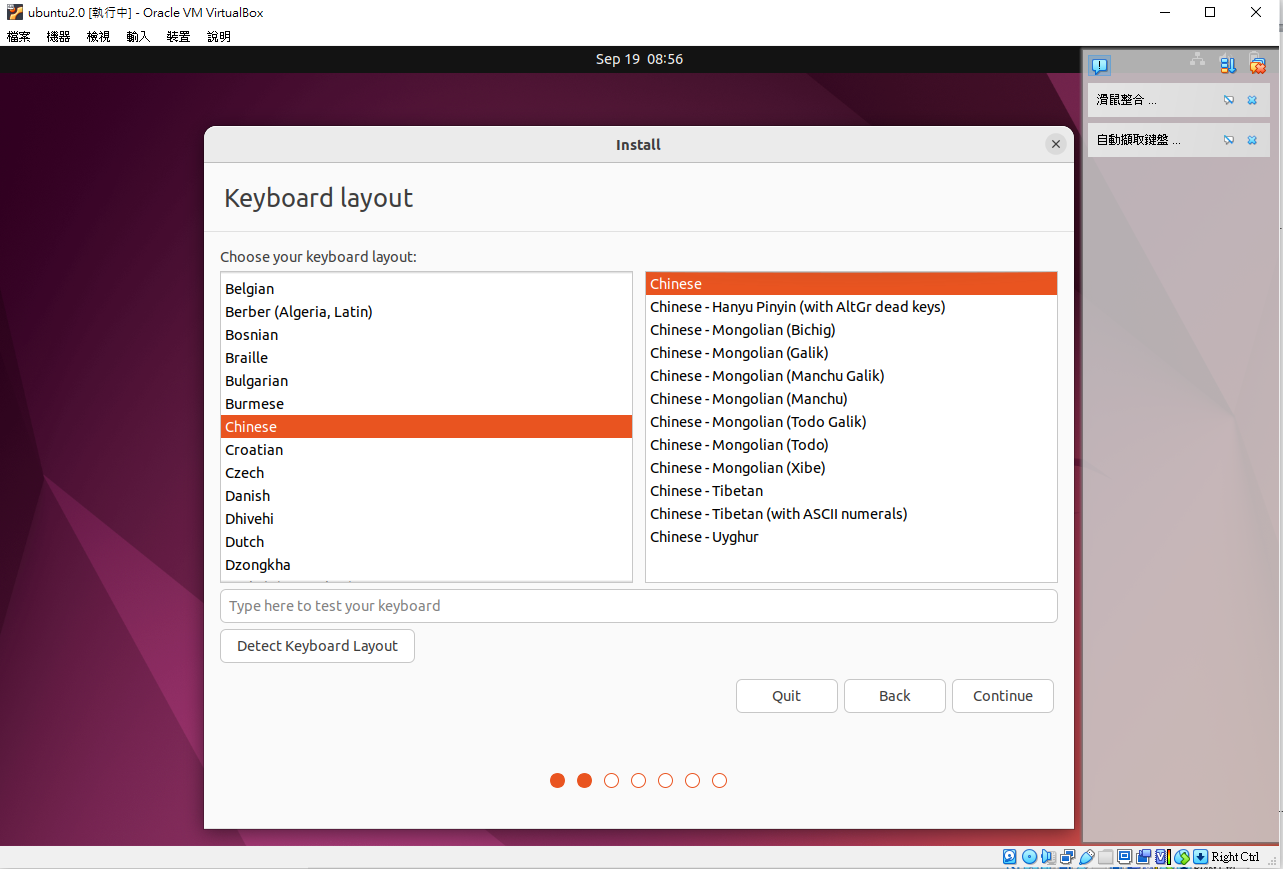 ubuntu2.0 [執行中] - Oracle VM VirtualBox
檔案 機器 檢視 輸入 裝置 說明
Sep 19 08:56
滑鼠整合 ...
自動擷取鍵盤 ...
Install
Keyboard layout
Choose your keyboard layout:
Belgian
Berber (Algeria, Latin)
Bosnian
Braille
Bulgarian
Burmese
Chinese
Croatian
Czech
Danish
Dhivehi
Dutch
Dzongkha
Chinese
Chinese - Hanyu Pinyin (with AltGr dead keys)
Chinese - Mongolian (Bichig)
Chinese - Mongolian (Galik)
Chinese - Mongolian (Manchu Galik)
Chinese - Mongolian (Manchu)
Chinese - Mongolian (Todo Galik)
Chinese - Mongolian (Todo)
Chinese - Mongolian (Xibe)
Chinese - Tibetan
Chinese - Tibetan (with ASCII numerals)
Chinese - Uyghur
Type here to test your keyboard
Detect Keyboard Layout
Quit Back Continue
Right Ctrl